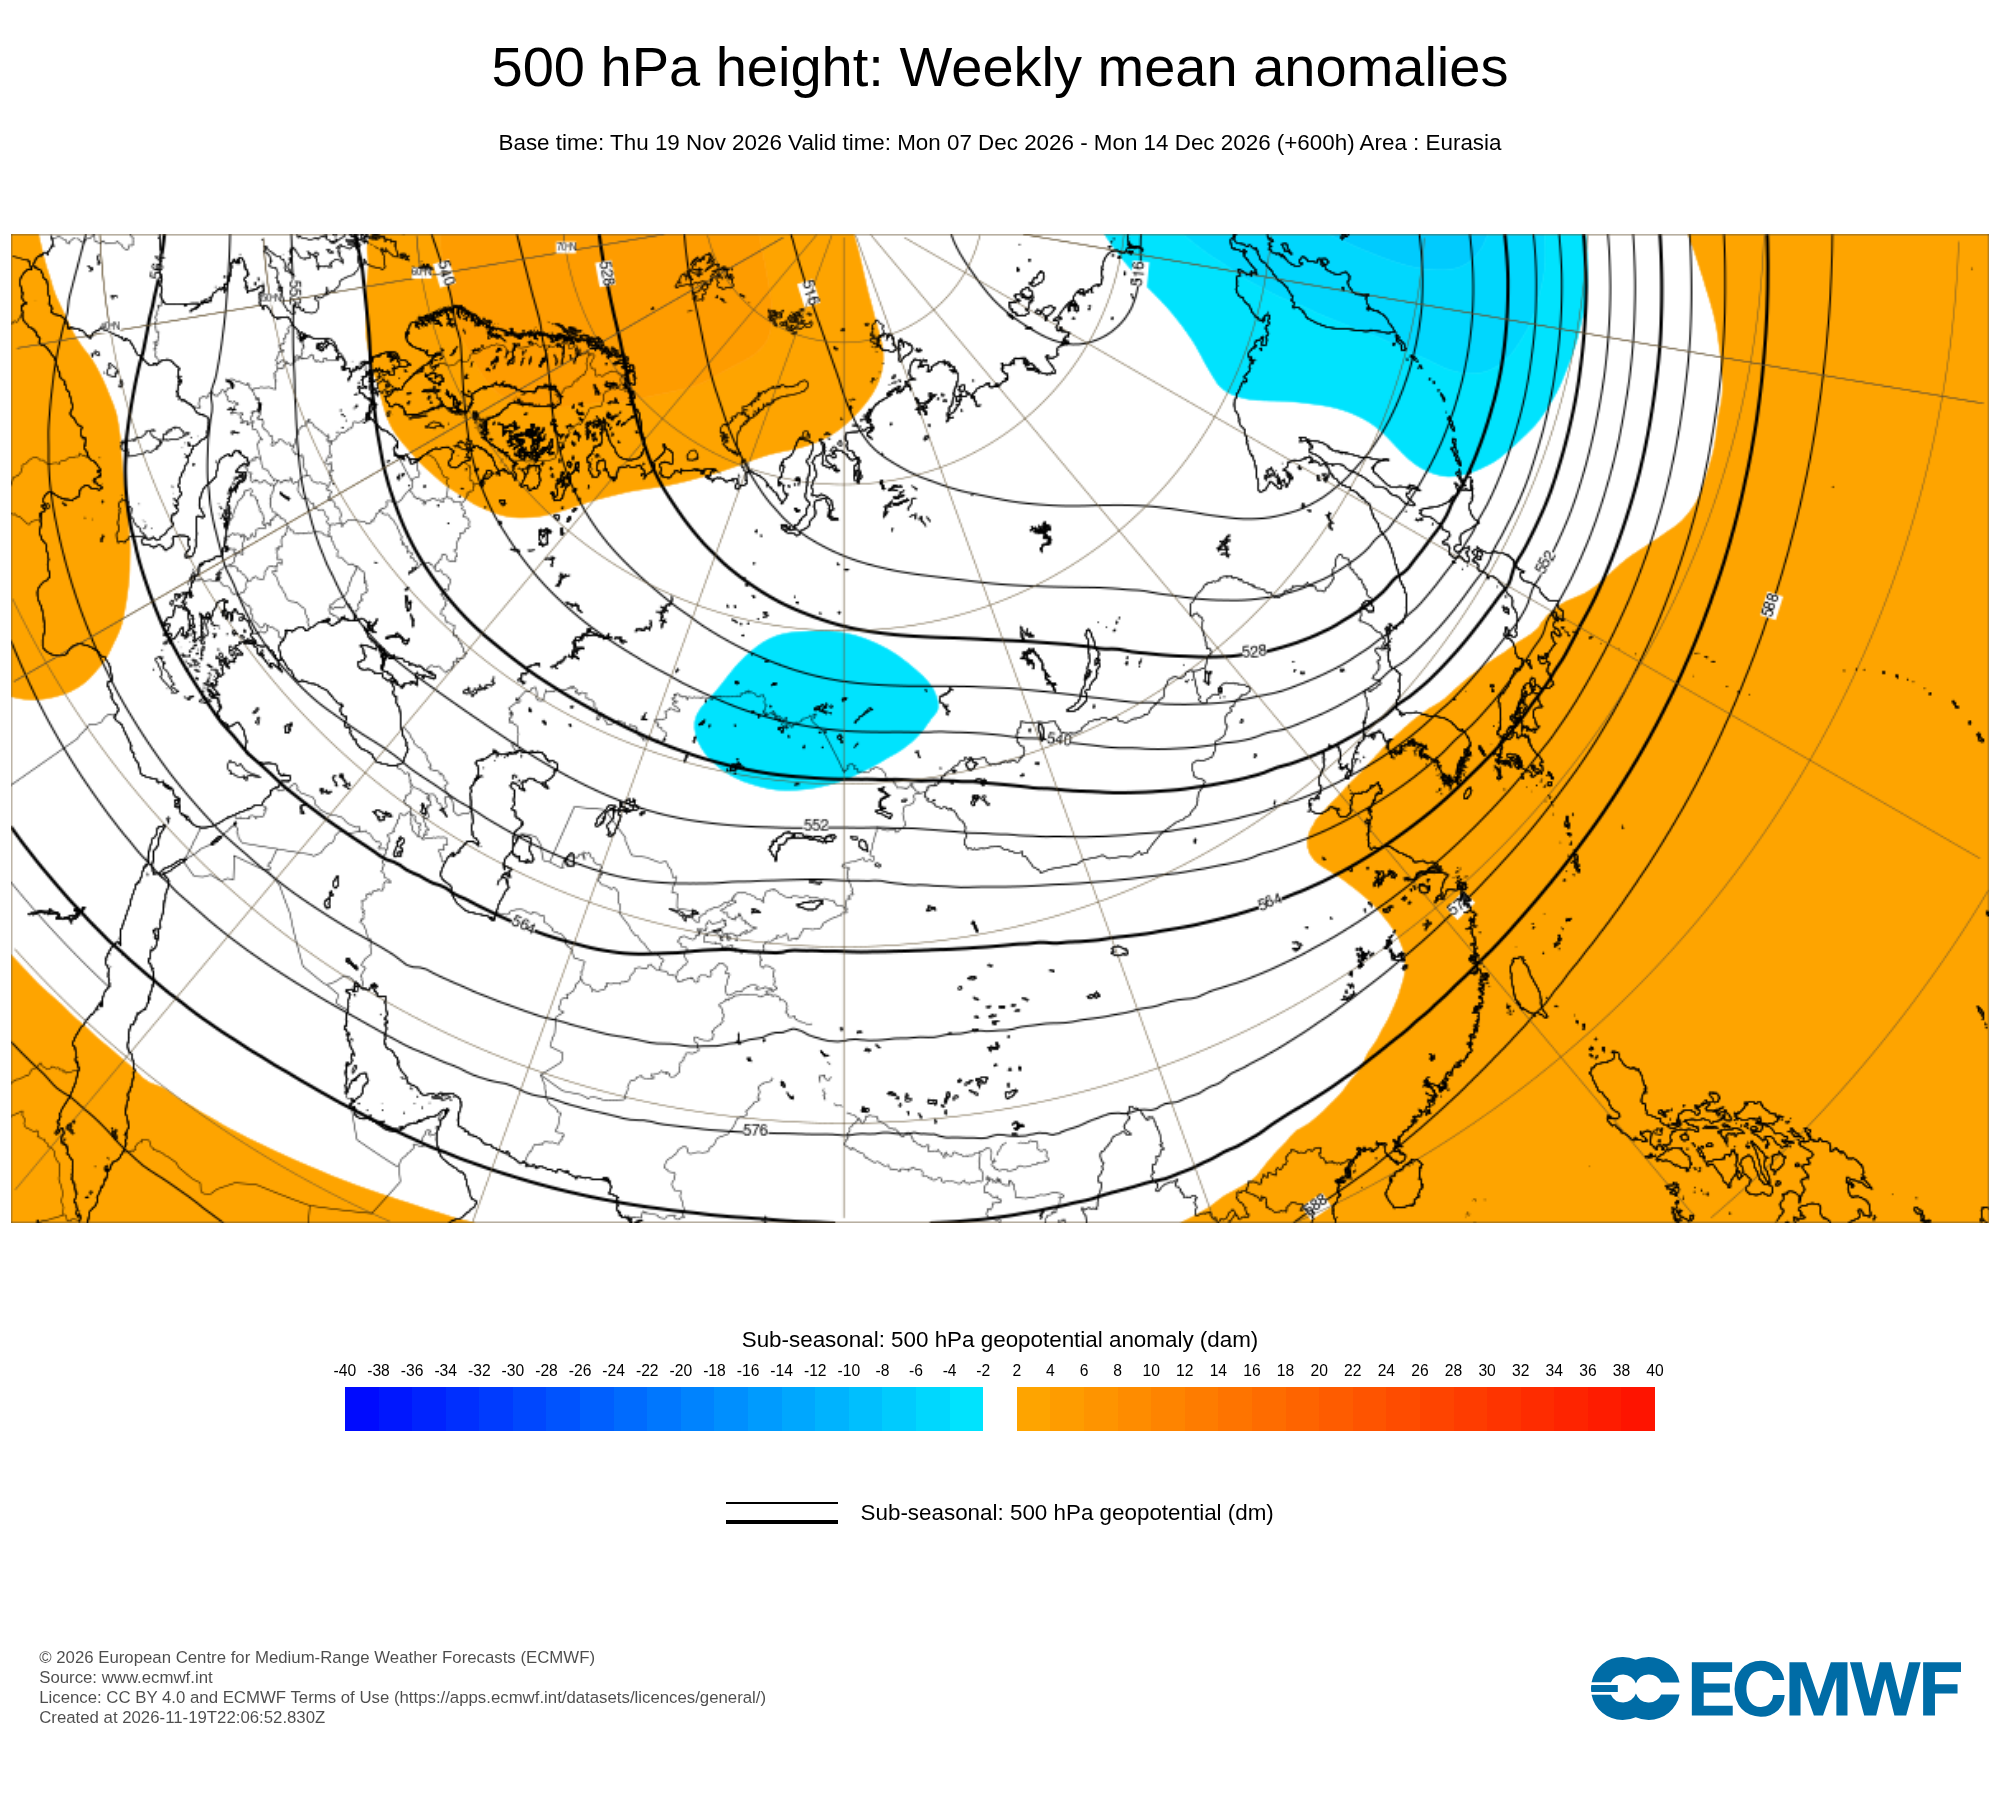 500 hPa height: Weekly mean anomalies
Base time: Thu 19 Nov 2026 Valid time: Mon 07 Dec 2026 - Mon 14 Dec 2026 (+600h) Area : Eurasia
70°N
60°N
540
528
516
516
50°N
40°N
552
588
528
540
552
564
564
576
588
Sub-seasonal: 500 hPa geopotential anomaly (dam)
-40 -38 -36 -34 -32 -30 -28 -26 -24 -22 -20 -18 -16 -14 -12 -10 -8 -6 -4 -2 2 4 6 8 10 12 14 16 18 20 22 24 26 28 30 32 34 36 38 40
Sub-seasonal: 500 hPa geopotential (dm)
© 2026 European Centre for Medium-Range Weather Forecasts (ECMWF)
Source: www.ecmwf.int
Licence: CC BY 4.0 and ECMWF Terms of Use (https://apps.ecmwf.int/datasets/licences/general/)
Created at 2026-11-19T22:06:52.830Z
ECMWF